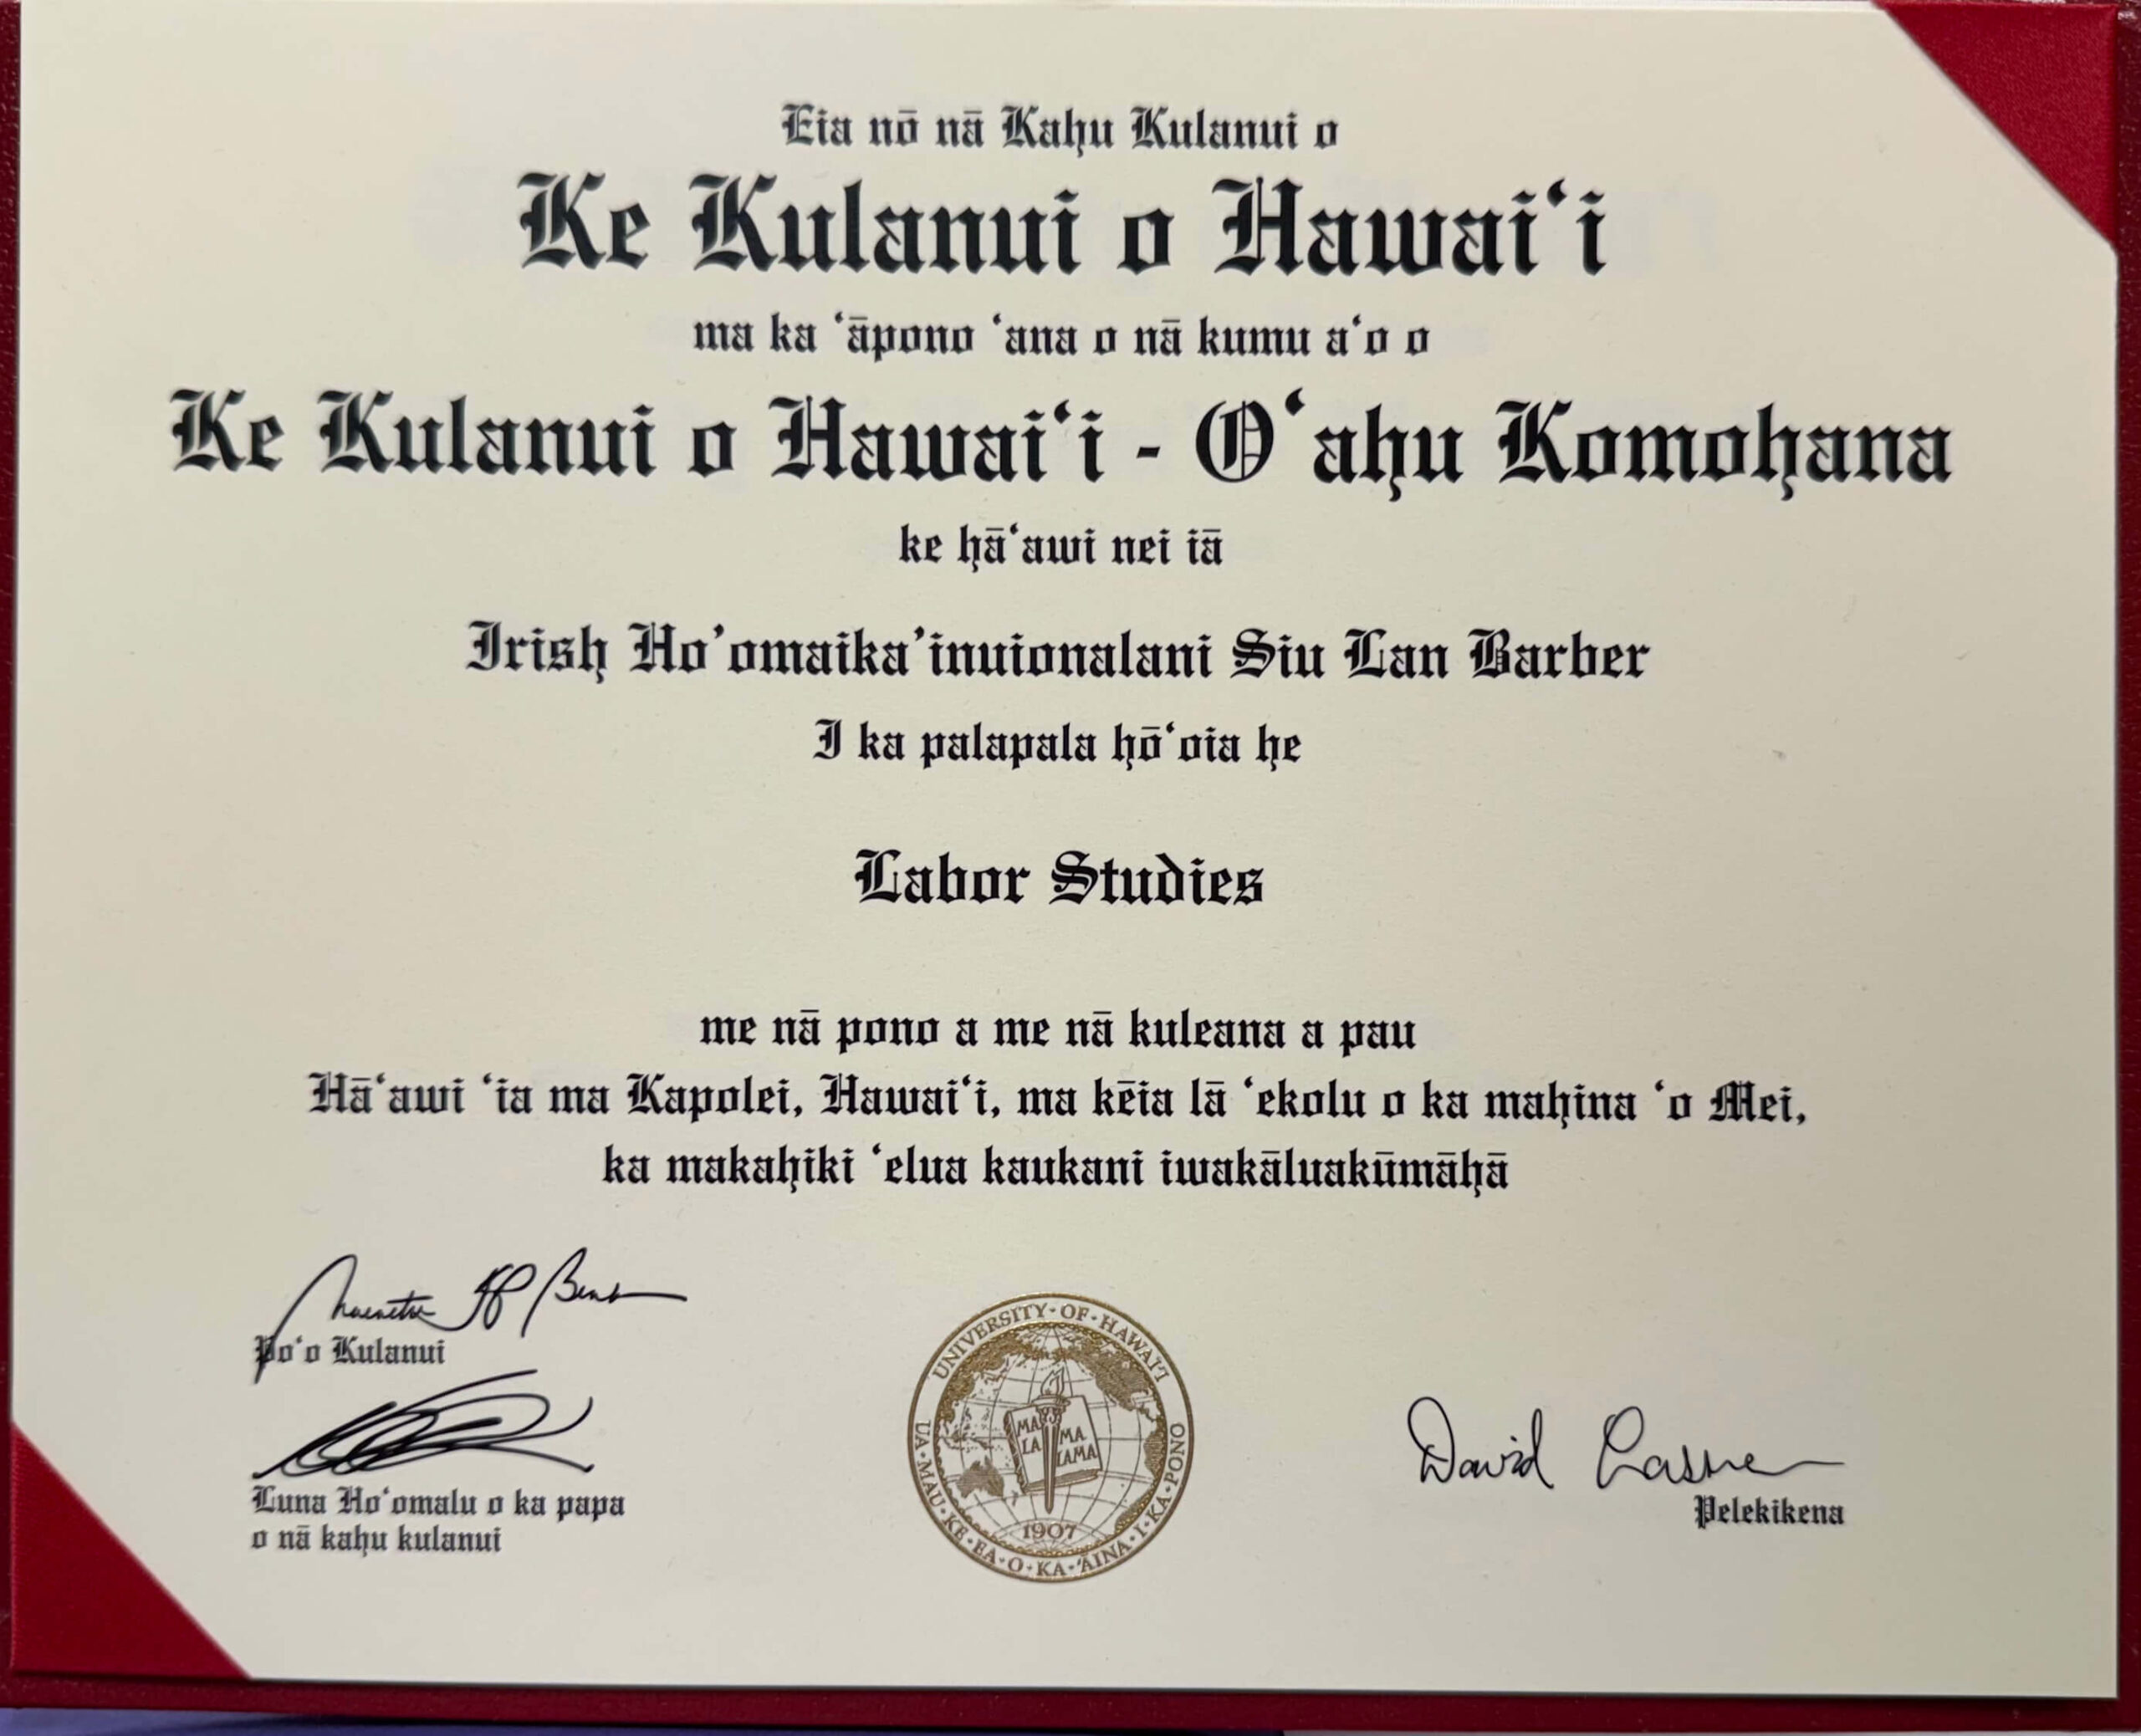 Eia nō nā Kahu Kulanui o
Ke Kulanui o Hawaiʻi
ma ka ʻāpono ʻana o nā kumu aʻo o
Ke Kulanui o Hawaiʻi - Oʻahu Komohana
ke hāʻawi nei iā
Irish Ho’omaika’inuionalani Siu Lan Barber
I ka palapala hōʻoia he
Labor Studies
me nā pono a me nā kuleana a pau
Hāʻawi ʻia ma Kapolei, Hawaiʻi, ma kēia lā ʻekolu o ka mahina ʻo Mei,
ka makahiki ʻelua kaukani iwakāluakūmāhā
Poʻo Kulanui
Luna Hoʻomalu o ka papa
o nā kahu kulanui
UNIVERSITY·OF·HAWAIʻI
MA
LA
MA
LAMA
1907
UA·MAU·KE·EA·O·KA·ʻĀINA·I·KA·PONO
David
Pelekikena